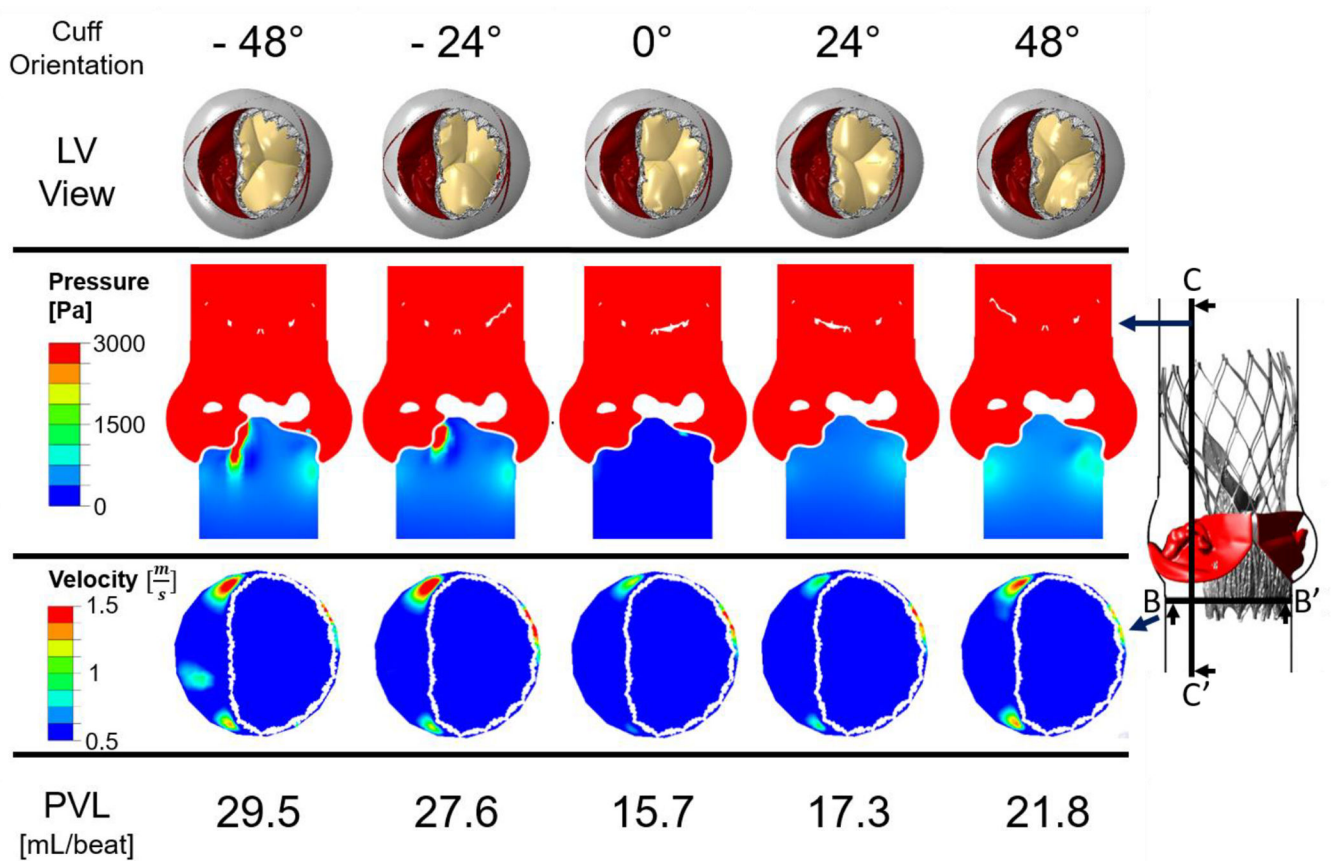 Cuff
Orientation
- 48°
- 24°
0°
24°
48°
LV
View
Pressure
[Pa]
3000
1500
0
C
B
B’
C’
Velocity [m/s]
1.5
1
0.5
PVL
[mL/beat]
29.5
27.6
15.7
17.3
21.8